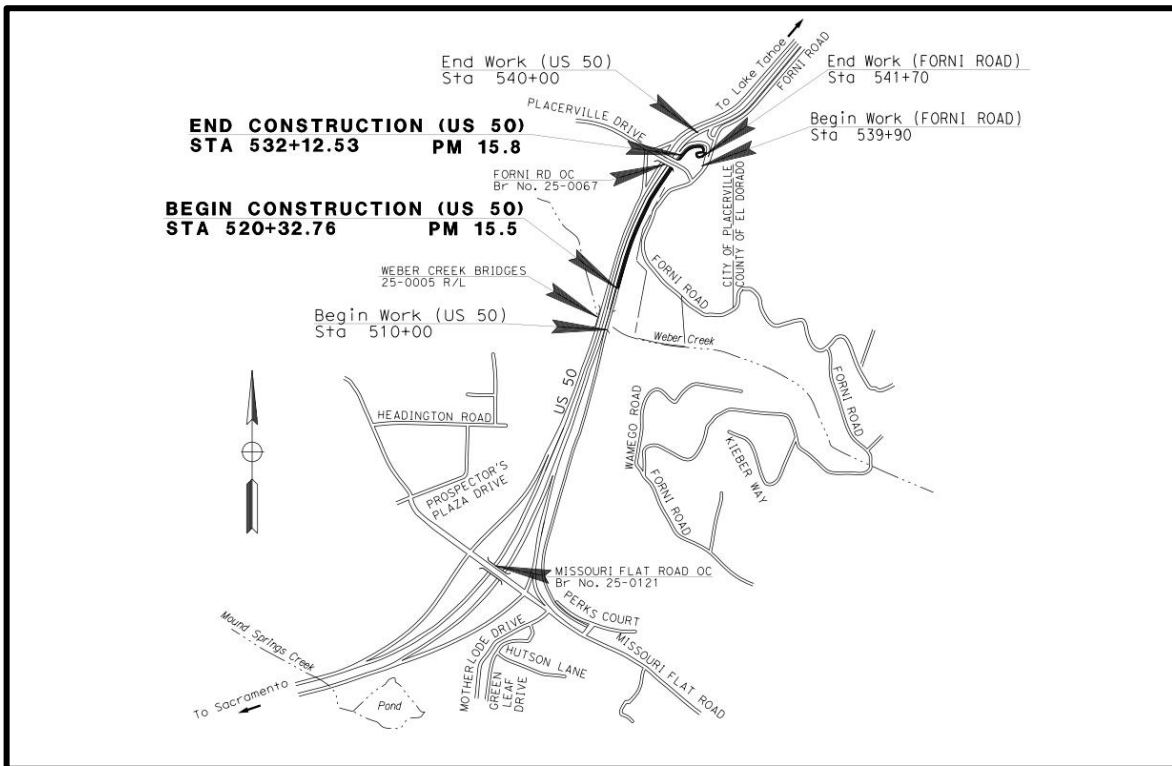 To Lake Tahoe
FORNI ROAD
End Work (US 50)
Sta 540+00
End Work (FORNI ROAD)
Sta 541+70
PLACERVILLE DRIVE
Begin Work (FORNI ROAD)
Sta 539+90
END CONSTRUCTION (US 50)
STA 532+12.53 PM 15.8
FORNI RD OC
Br No. 25-0067
CITY OF PLACERVILLE
COUNTY OF EL DORADO
BEGIN CONSTRUCTION (US 50)
STA 520+32.76 PM 15.5
FORNI ROAD
WEBER CREEK BRIDGES
25-0005 R/L
Begin Work (US 50)
Sta 510+00
Weber Creek
US 50
FORNI ROAD
HEADINGTON ROAD
WAMEGO ROAD
KIEBER WAY
FORNI ROAD
PROSPECTOR'S
PLAZA DRIVE
MISSOURI FLAT ROAD OC
Br No. 25-0121
PERKS COURT
Mound Springs Creek
MOTHERLODE DRIVE
HUTSON LANE
MISSOURI FLAT ROAD
GREEN
LEAF
DRIVE
To Sacramento
Pond